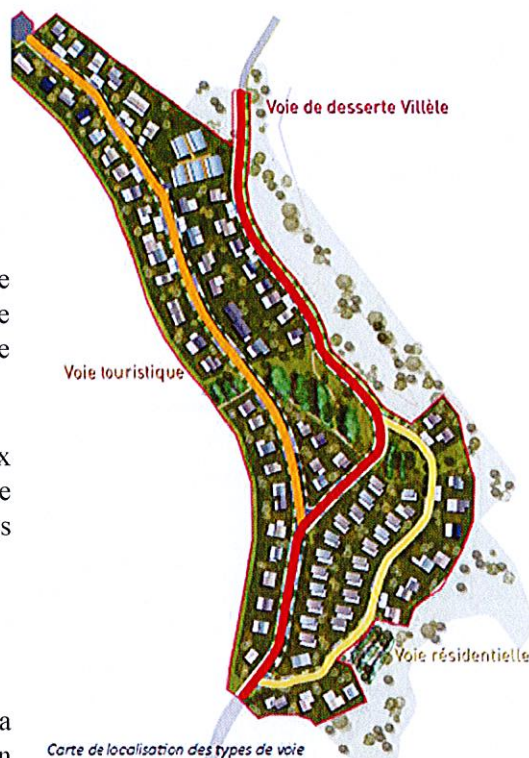 Voie de desserte Villèle
e
e
e
Voie touristique
x
e
s
Voie résidentielle
a
Carte de localisation des types de voie
n